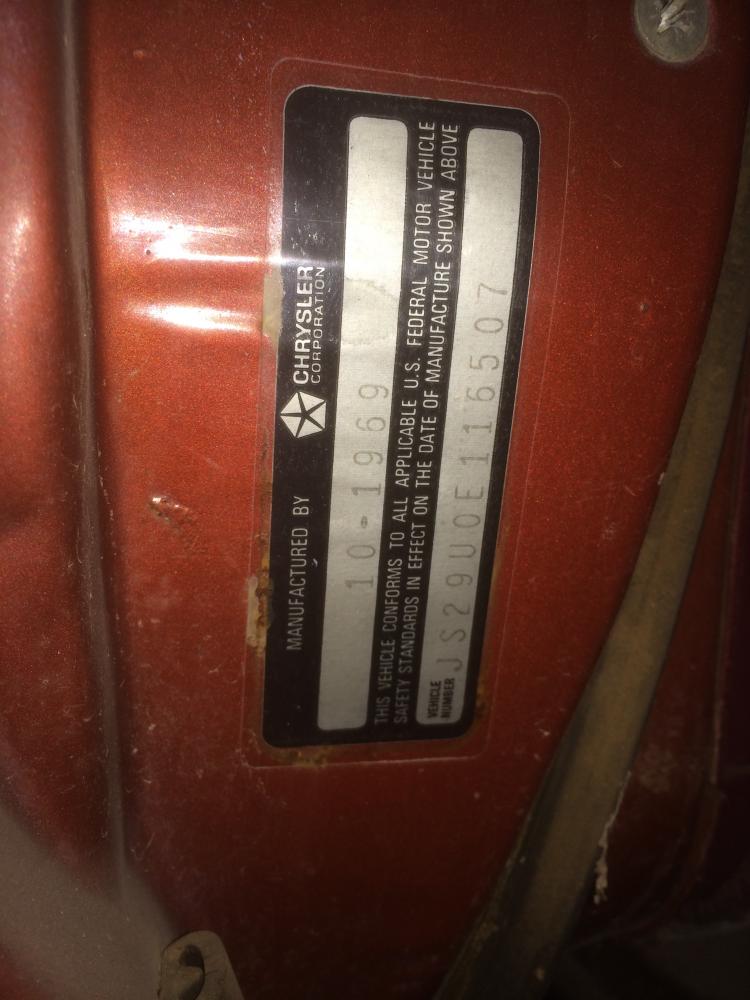 MANUFACTURED BY CHRYSLER CORPORATION
10-1969
THIS VEHICLE CONFORMS TO ALL APPLICABLE U.S. FEDERAL MOTOR VEHICLE
SAFETY STANDARDS IN EFFECT ON THE DATE OF MANUFACTURE SHOWN ABOVE
VEHICLE NUMBER JS29U0E116507